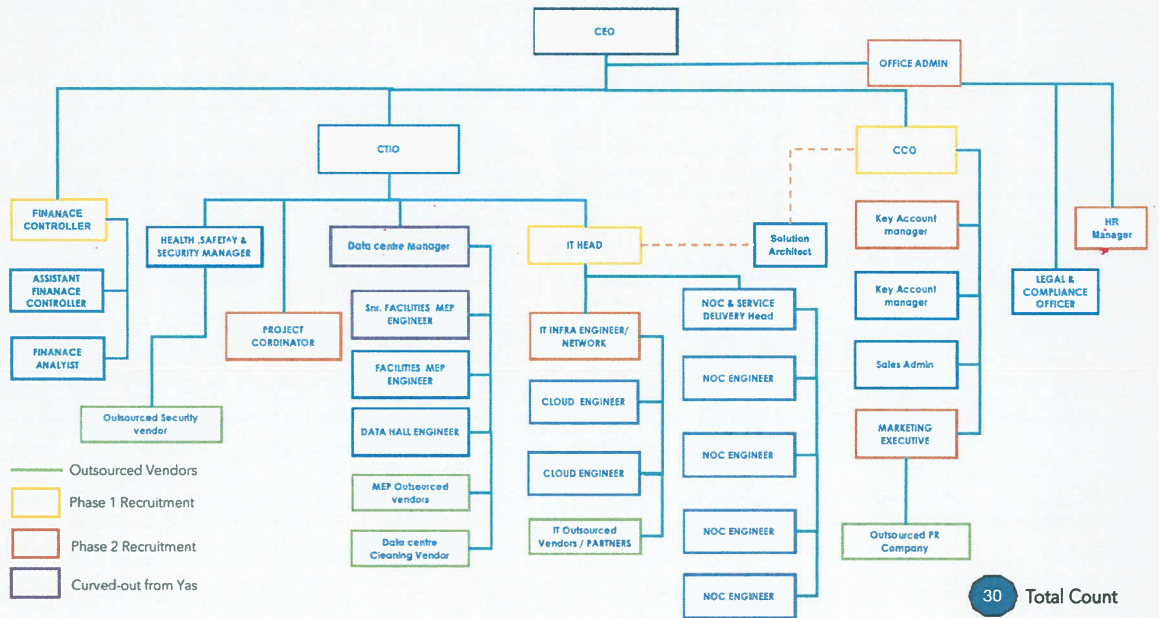 CEO
OFFICE ADMIN
CTIO
CCO
FINANACE
CONTROLLER
HEALTH ,SAFETAY &
SECURITY MANAGER
Data centre Manager
IT HEAD
Solution
Architect
Key Account
manager
HR
Manager
ASSISTANT
FINANACE
CONTROLLER
Snr. FACILITIES MEP
ENGINEER
NOC & SERVICE
DELIVERY Head
Key Account
manager
LEGAL &
COMPLIANCE
OFFICER
PROJECT
CORDINATOR
IT INFRA ENGINEER/
NETWORK
FINANACE
ANALYIST
FACILITIES MEP
ENGINEER
NOC ENGINEER
Sales Admin
CLOUD ENGINEER
Outsourced Security
vendor
DATA HALL ENGINEER
MARKETING
EXECUTIVE
NOC ENGINEER
CLOUD ENGINEER
Outsourced Vendors
MEP Outsourced
vendors
Phase 1 Recruitment
NOC ENGINEER
IT Outsourced
Vendors / PARTNERS
Outsourced PR
Company
Phase 2 Recruitment
Data centre
Cleaning Vendor
Curved-out from Yas
NOC ENGINEER
30 Total Count